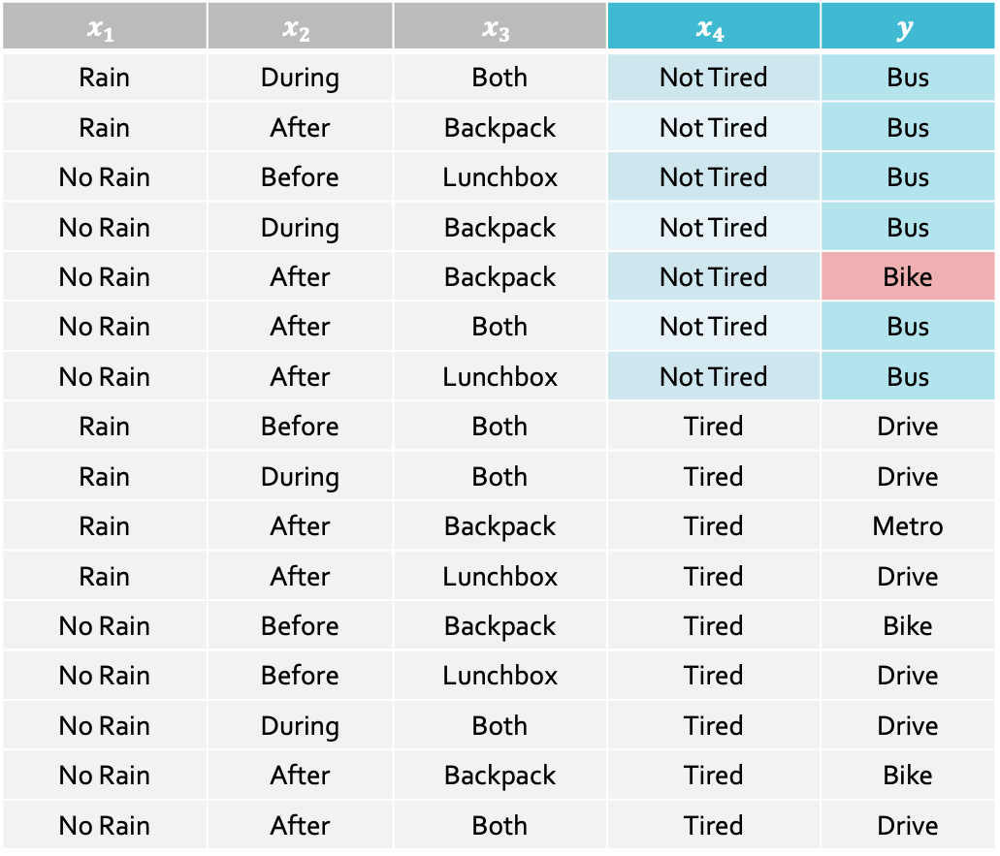 x₁ x₂ x₃ x₄ y
Rain During Both Not Tired Bus
Rain After Backpack Not Tired Bus
No Rain Before Lunchbox Not Tired Bus
No Rain During Backpack Not Tired Bus
No Rain After Backpack Not Tired Bike
No Rain After Both Not Tired Bus
No Rain After Lunchbox Not Tired Bus
Rain Before Both Tired Drive
Rain During Both Tired Drive
Rain After Backpack Tired Metro
Rain After Lunchbox Tired Drive
No Rain Before Backpack Tired Bike
No Rain Before Lunchbox Tired Drive
No Rain During Both Tired Drive
No Rain After Backpack Tired Bike
No Rain After Both Tired Drive